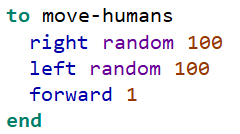 to move-humans
right random 100
left random 100
forward 1
end